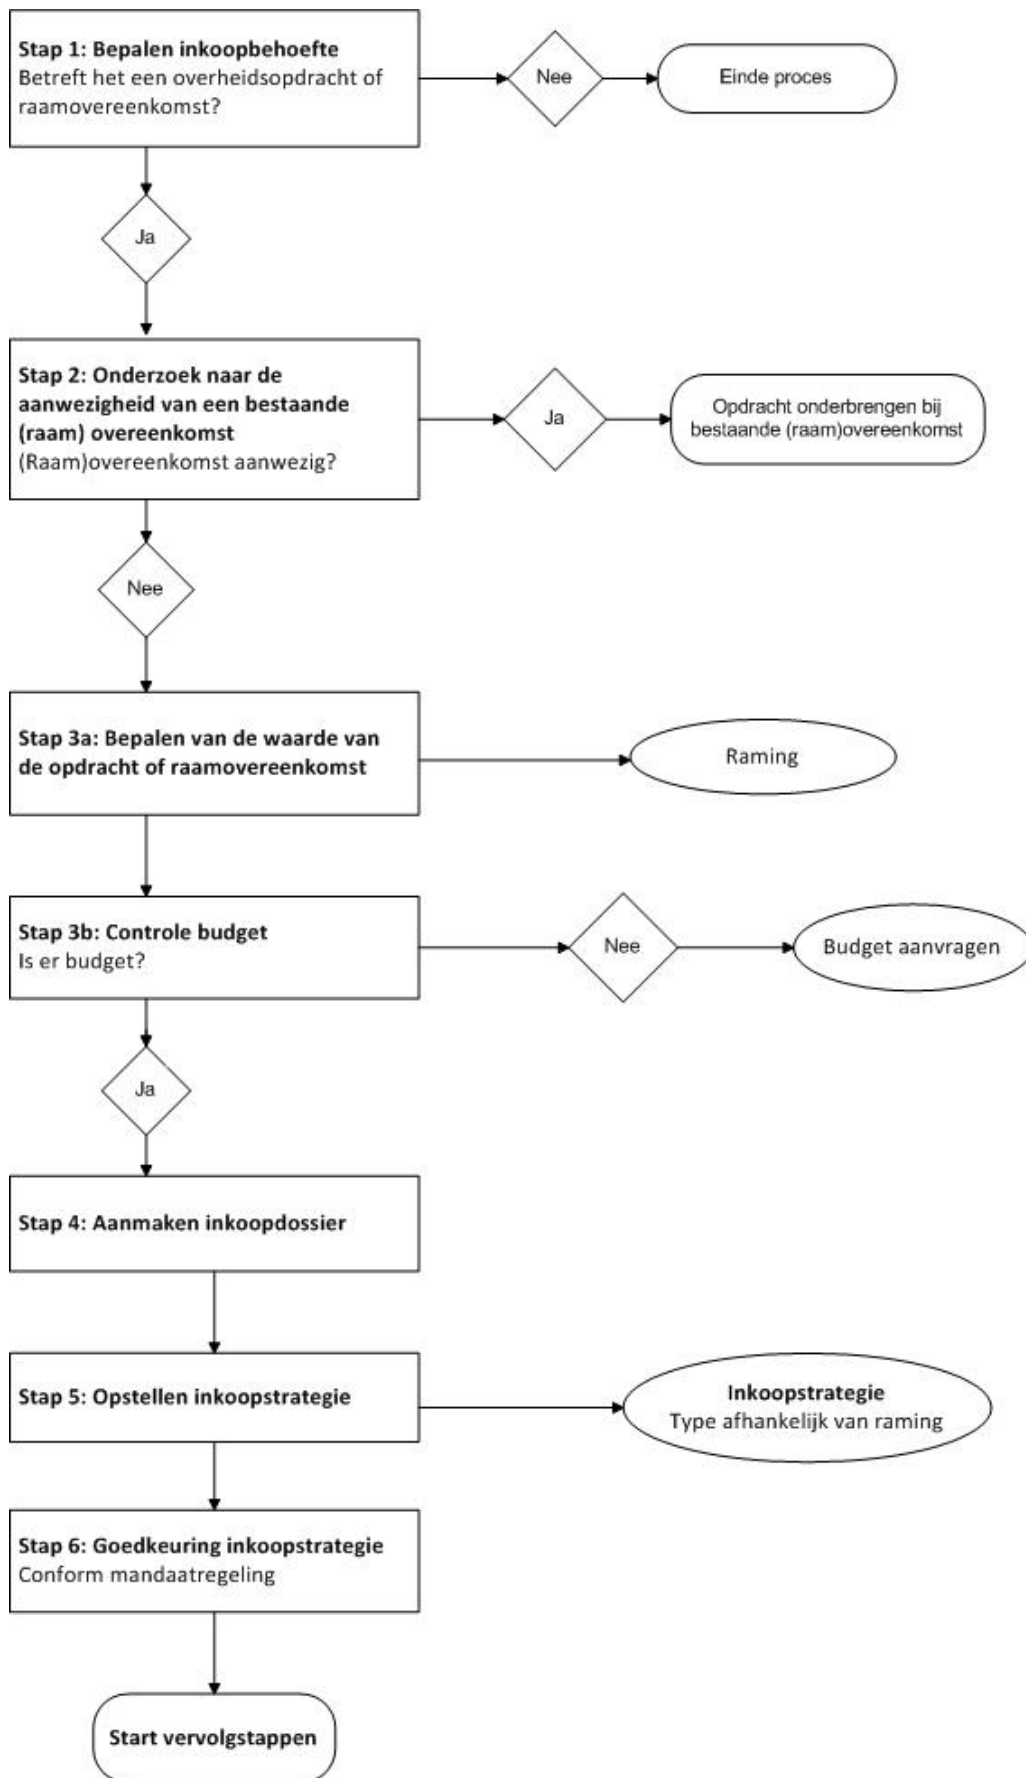 Stap 1: Bepalen inkoopbehoefte
Betreft het een overheidsopdracht of
raamovereenkomst?
Nee
Einde proces
Ja
Stap 2: Onderzoek naar de
aanwezigheid van een bestaande
(raam) overeenkomst
(Raam)overeenkomst aanwezig?
Ja
Opdracht onderbrengen bij
bestaande (raam)overeenkomst
Nee
Stap 3a: Bepalen van de waarde van
de opdracht of raamovereenkomst
Raming
Stap 3b: Controle budget
Is er budget?
Nee
Budget aanvragen
Ja
Stap 4: Aanmaken inkoopdossier
Stap 5: Opstellen inkoopstrategie
Inkoopstrategie
Type afhankelijk van raming
Stap 6: Goedkeuring inkoopstrategie
Conform mandaatregeling
Start vervolgstappen